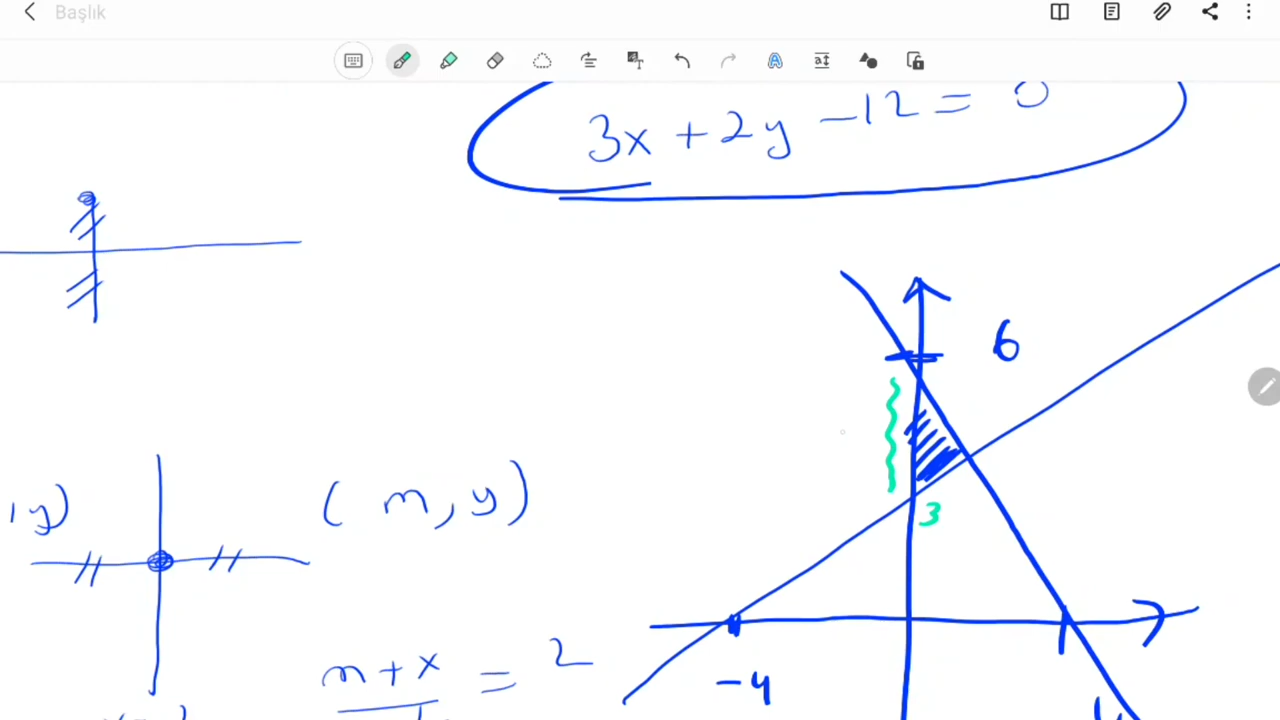 Başlık
3x + 2y - 12 = 0
6
, y)
( m, y)
3
m + x
= 2
-4